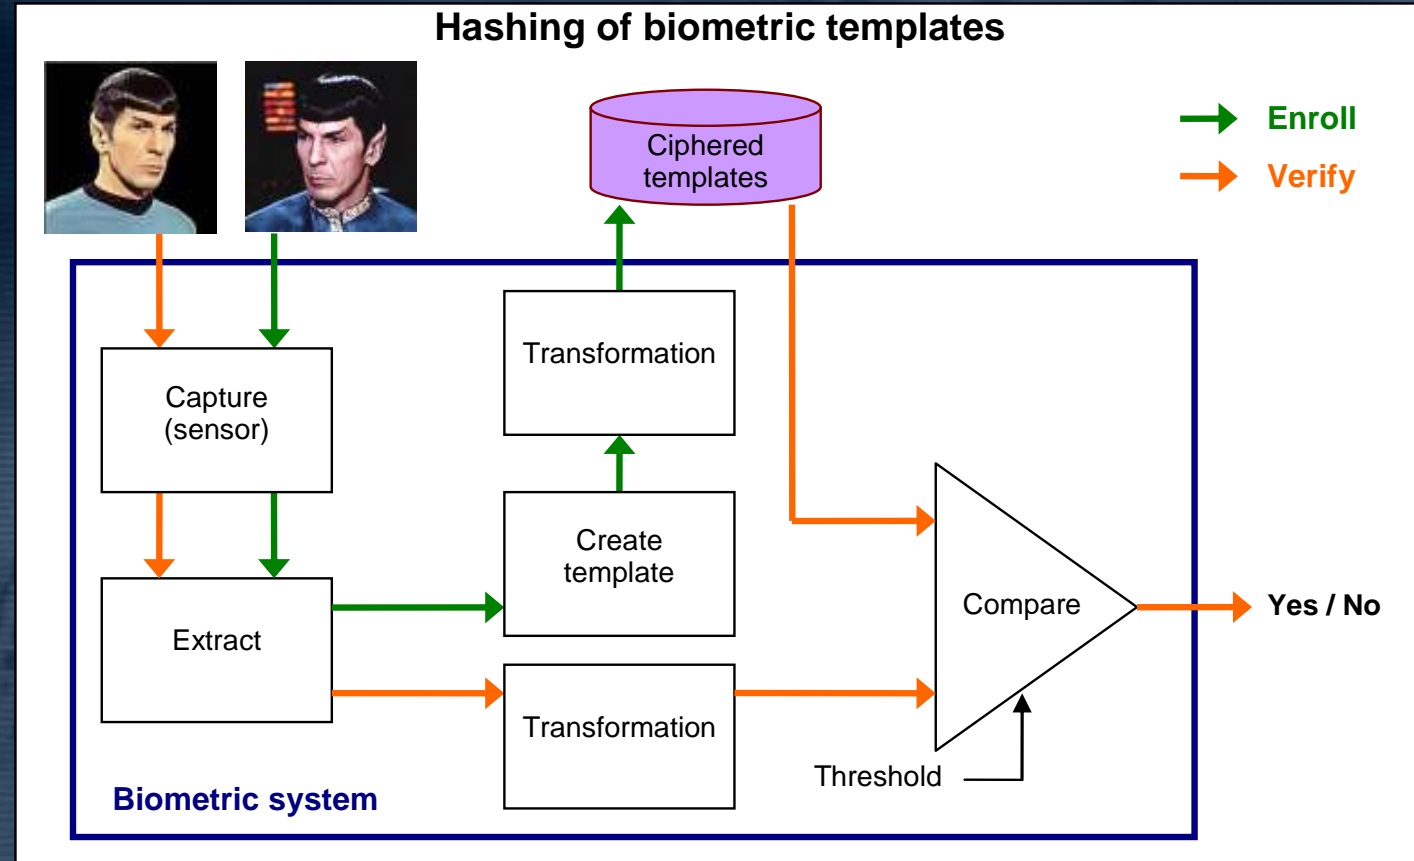 Hashing of biometric templates
Ciphered
templates
Enroll
Verify
Transformation
Capture
(sensor)
Create
template
Compare
Yes / No
Extract
Transformation
Threshold
Biometric system